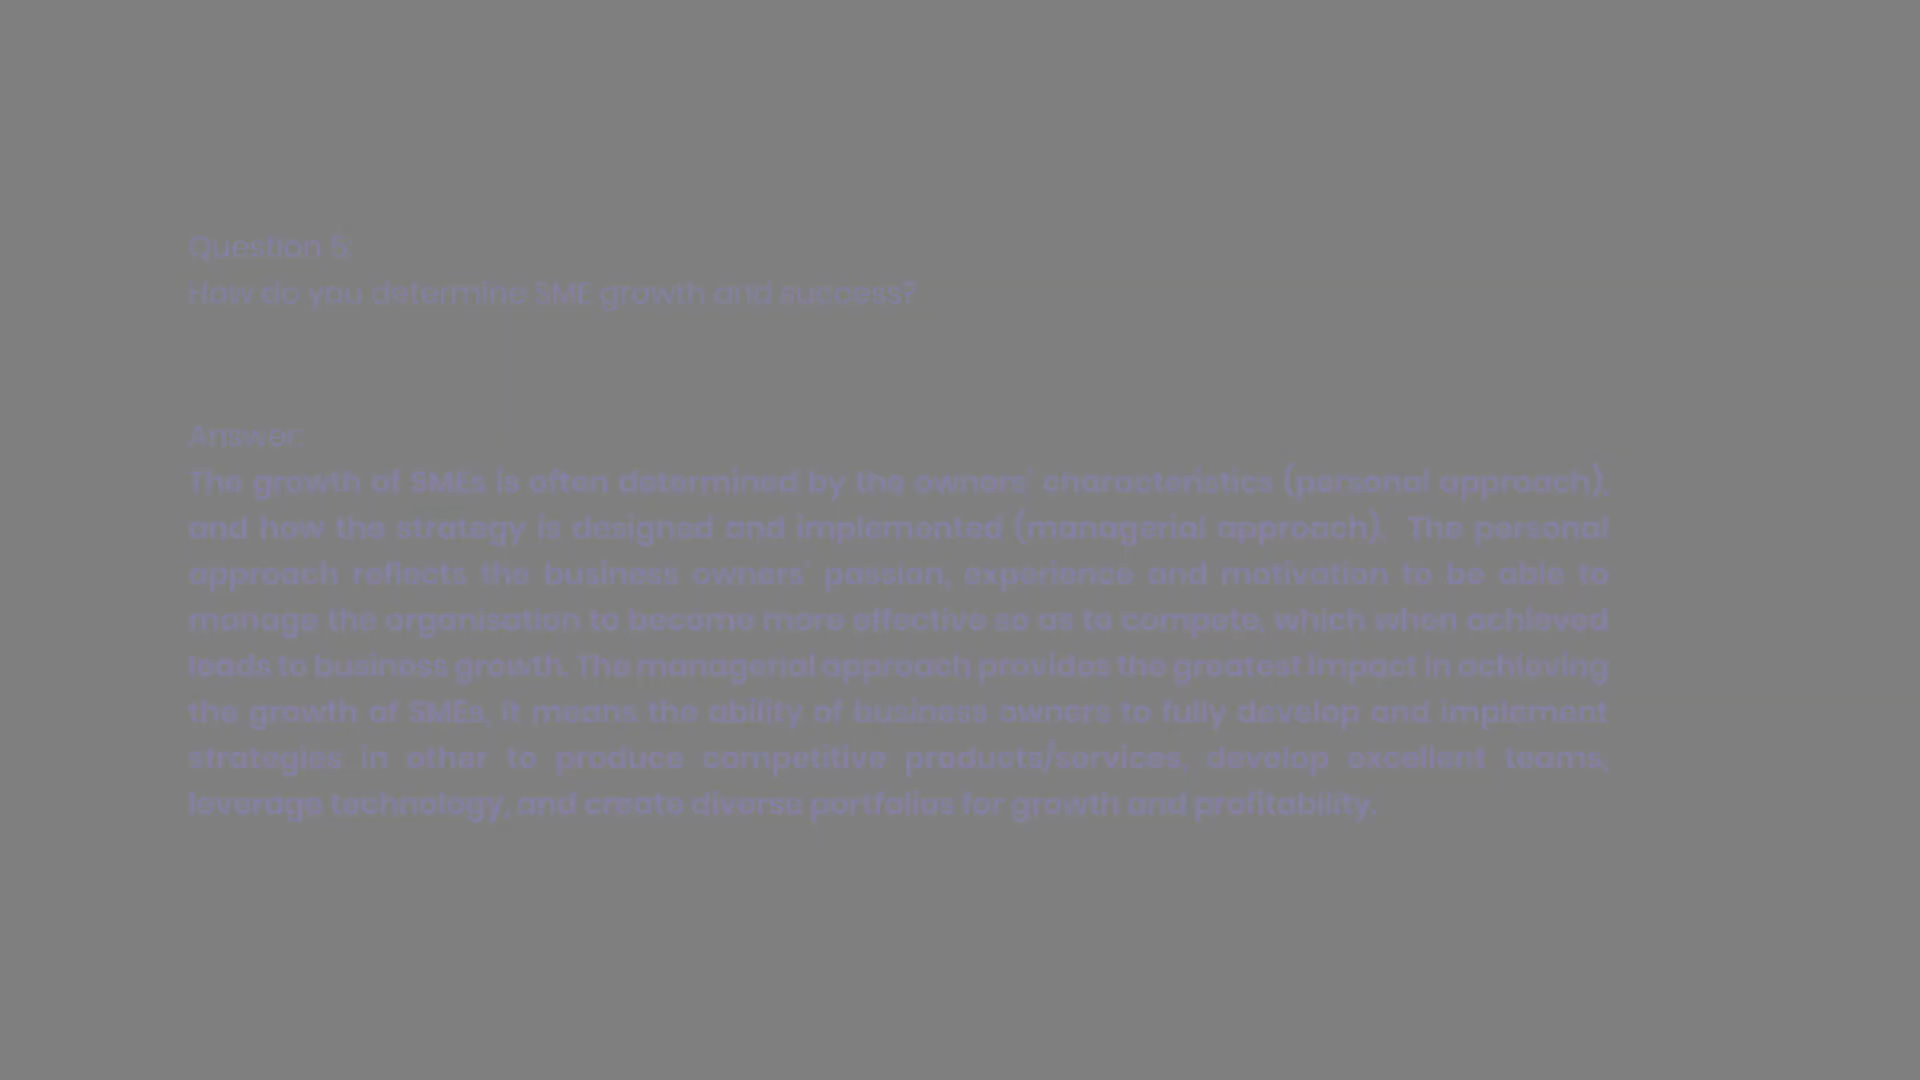 Question 5:
How do you determine SME growth and success?
Answer:
The growth of SMEs is often determined by the owners' characteristics (personal approach),
and how the strategy is designed and implemented (managerial approach). The personal
approach reflects the business owners' passion, experience and motivation to be able to
manage the organisation to become more effective so as to compete, which when achieved
leads to business growth. The managerial approach provides the greatest impact in achieving
the growth of SMEs, it means the ability of business owners to fully develop and implement
strategies in other to produce competitive products/services, develop excellent teams,
leverage technology, and create diverse portfolios for growth and profitability.